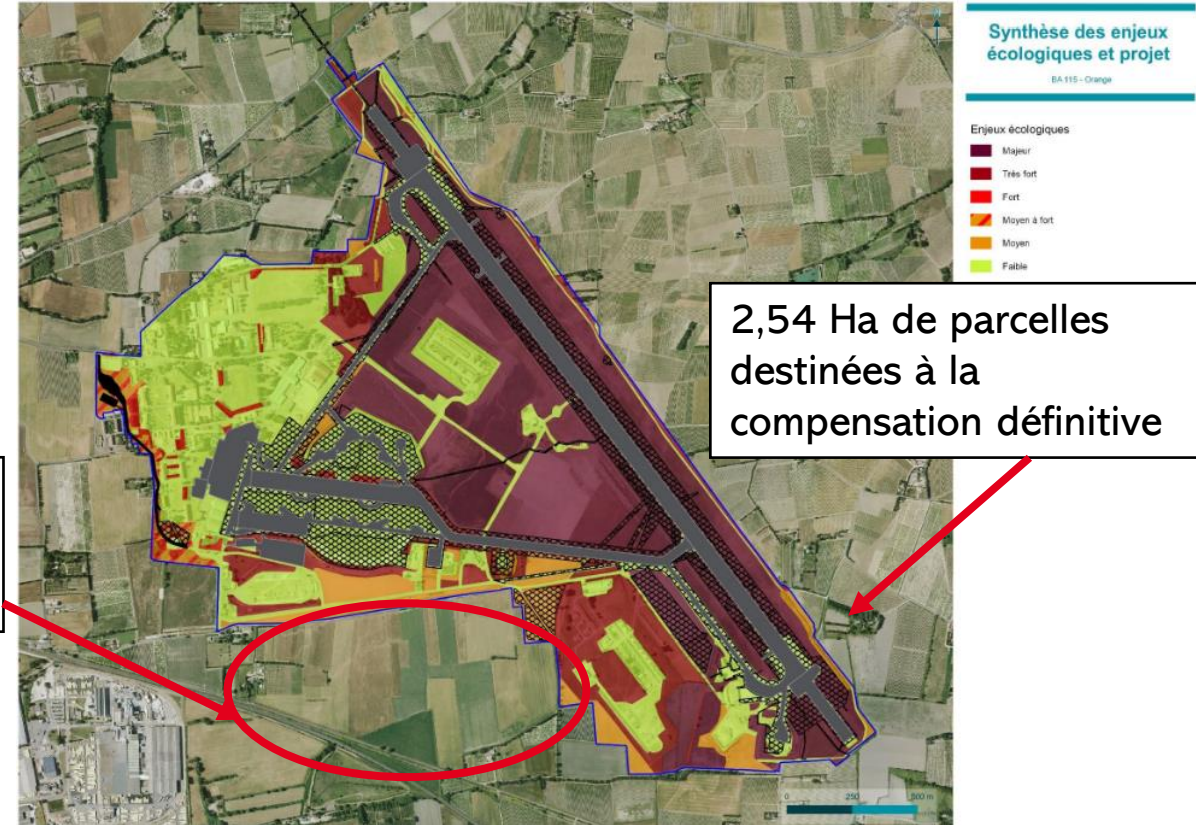 Synthèse des enjeux
écologiques et projet
BA 115 - Orange
Enjeux écologiques
Majeur
Très fort
Fort
Moyen à fort
Moyen
Faible
2,54 Ha de parcelles
destinées à la
compensation définitive
0 250 500 m